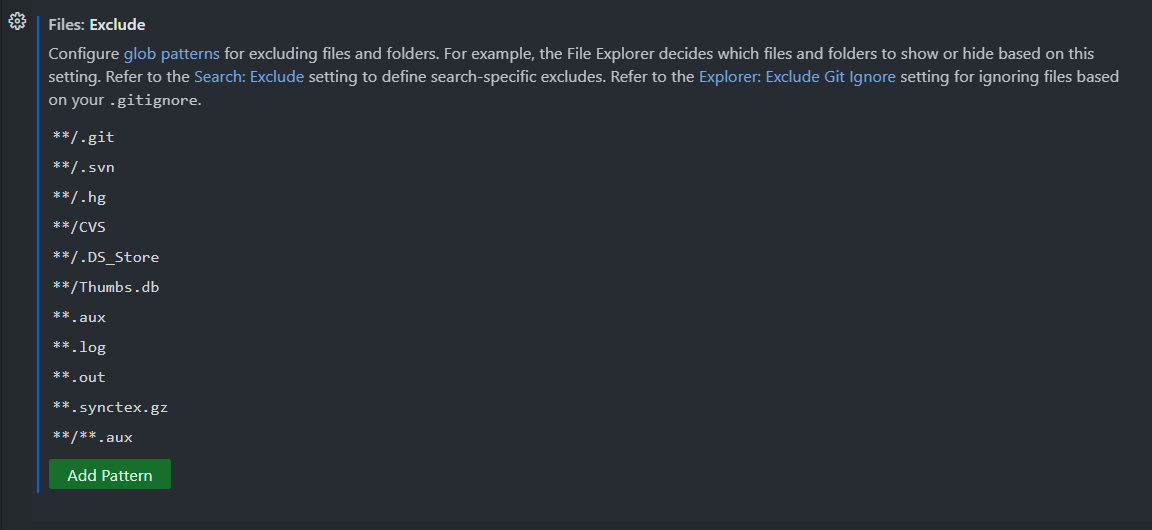 Files: Exclude
Configure glob patterns for excluding files and folders. For example, the File Explorer decides which files and folders to show or hide based on this
setting. Refer to the Search: Exclude setting to define search-specific excludes. Refer to the Explorer: Exclude Git Ignore setting for ignoring files based
on your .gitignore.
**/.git
**/.svn
**/.hg
**/CVS
**/.DS_Store
**/Thumbs.db
**.aux
**.log
**.out
**.synctex.gz
**/**.aux
Add Pattern